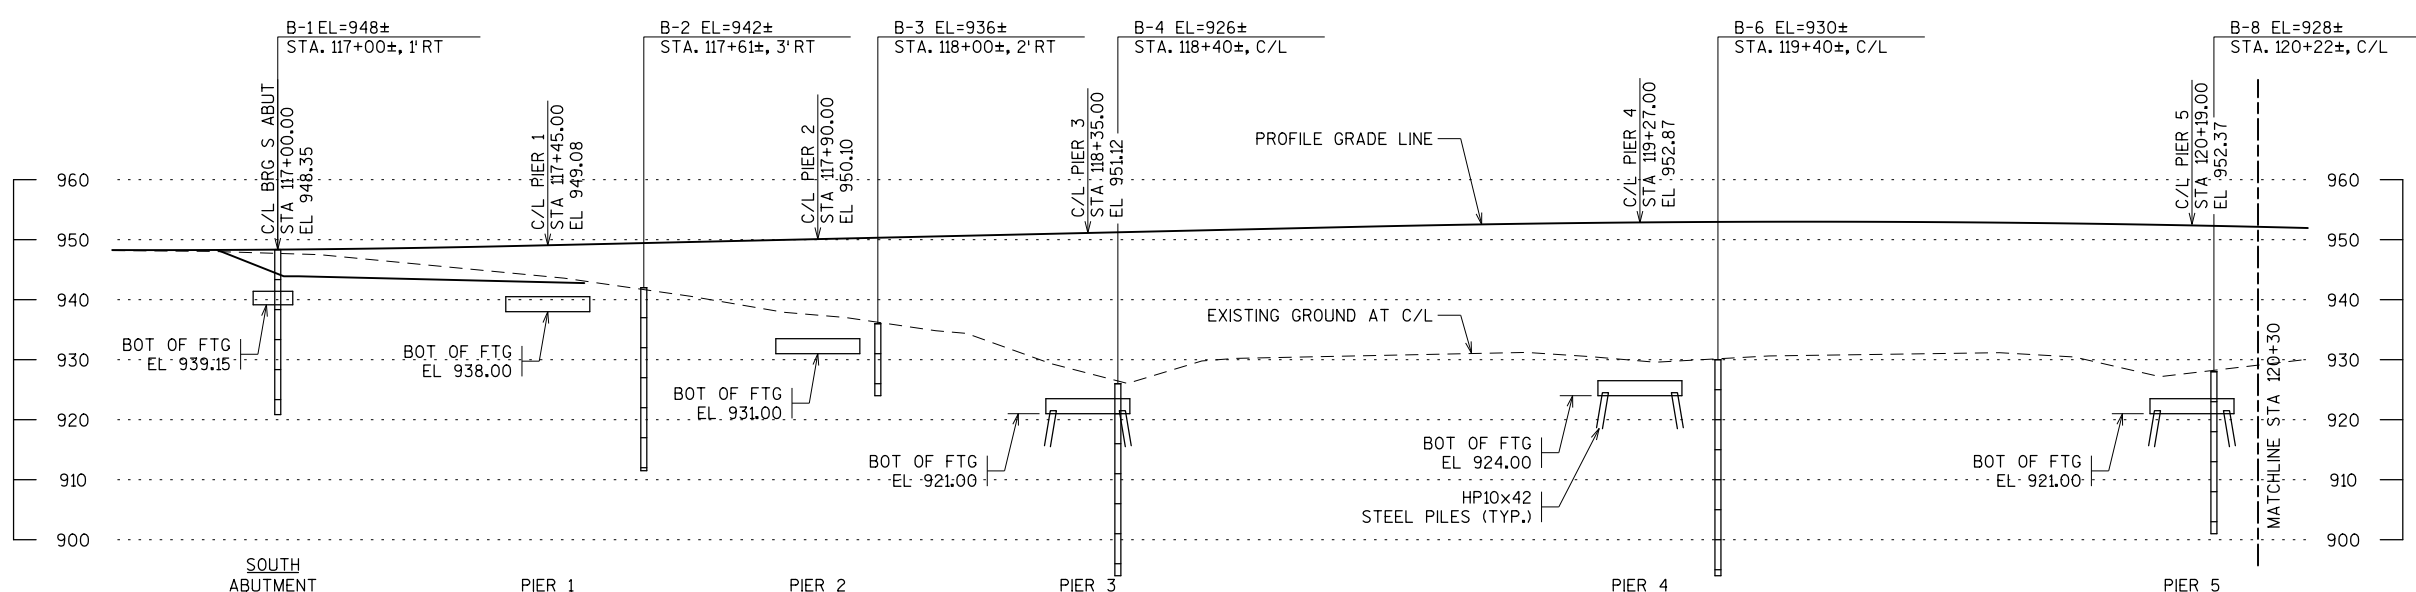 B-1 EL=948±
STA. 117+00±, 1' RT
B-2 EL=942±
STA. 117+61±, 3' RT
B-3 EL=936±
STA. 118+00±, 2' RT
B-4 EL=926±
STA. 118+40±, C/L
B-6 EL=930±
STA. 119+40±, C/L
B-8 EL=928±
STA. 120+22±, C/L
C/L BRG S ABUT
STA 117+00.00
EL 948.35
C/L PIER 1
STA 117+45.00
EL 949.08
C/L PIER 2
STA 117+90.00
EL 950.10
C/L PIER 3
STA 118+35.00
EL 951.12
PROFILE GRADE LINE
C/L PIER 4
STA 119+27.00
EL 952.87
C/L PIER 5
STA 120+19.00
EL 952.37
960
960
950
950
940
940
EXISTING GROUND AT C/L
BOT OF FTG
EL 939.15
BOT OF FTG
EL 938.00
930
930
BOT OF FTG
EL 931.00
920
920
BOT OF FTG
EL 921.00
BOT OF FTG
EL 924.00
BOT OF FTG
EL 921.00
910
910
HP10x42
STEEL PILES (TYP.)
MATCHLINE STA 120+30
900
900
SOUTH
ABUTMENT
PIER 1
PIER 2
PIER 3
PIER 4
PIER 5